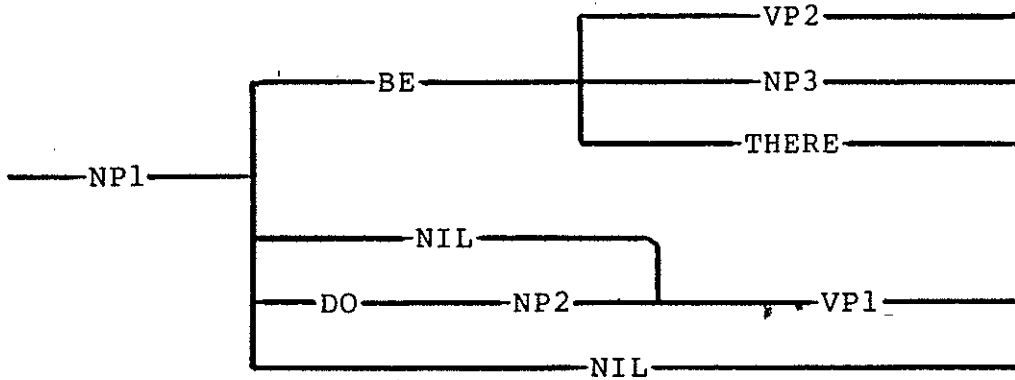 VP2
BE NP3
THERE
NP1
NIL
DO NP2 VP1
NIL